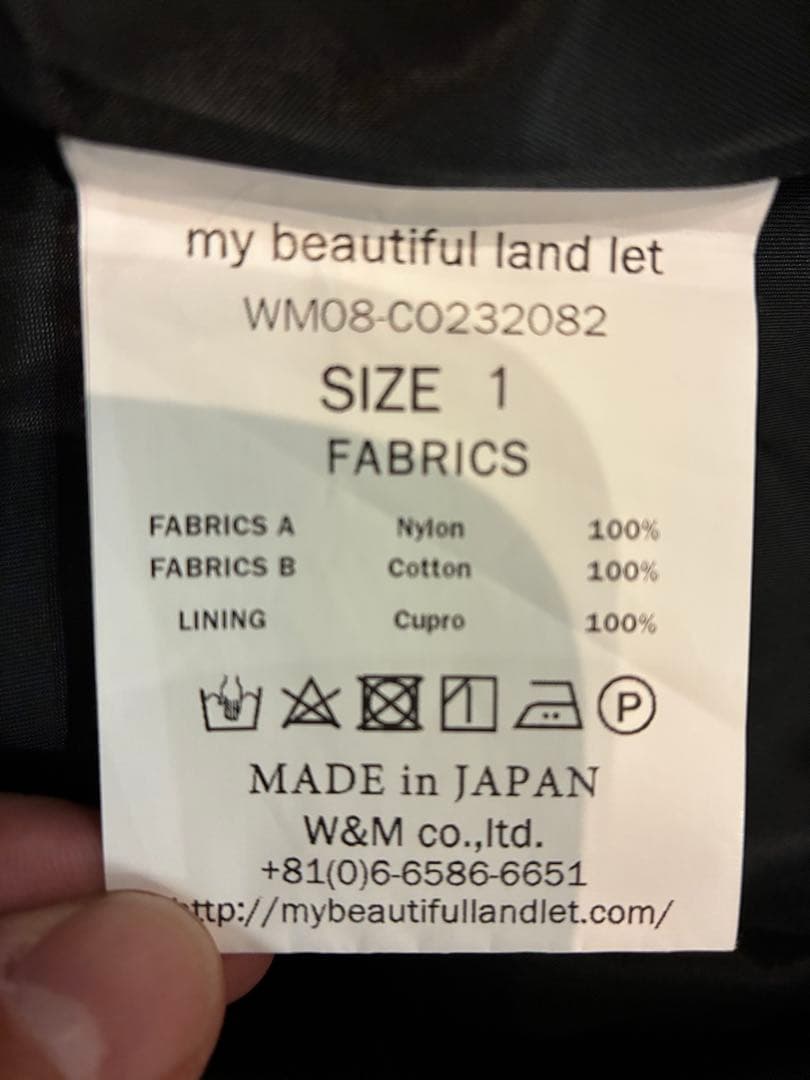 my beautiful land let
WM08-CO232082
SIZE 1
FABRICS
FABRICS A Nylon 100%
FABRICS B Cotton 100%
LINING Cupro 100%
P
MADE in JAPAN
W&M co.,ltd.
+81(0)6-6586-6651
ttp://mybeautifullandlet.com/